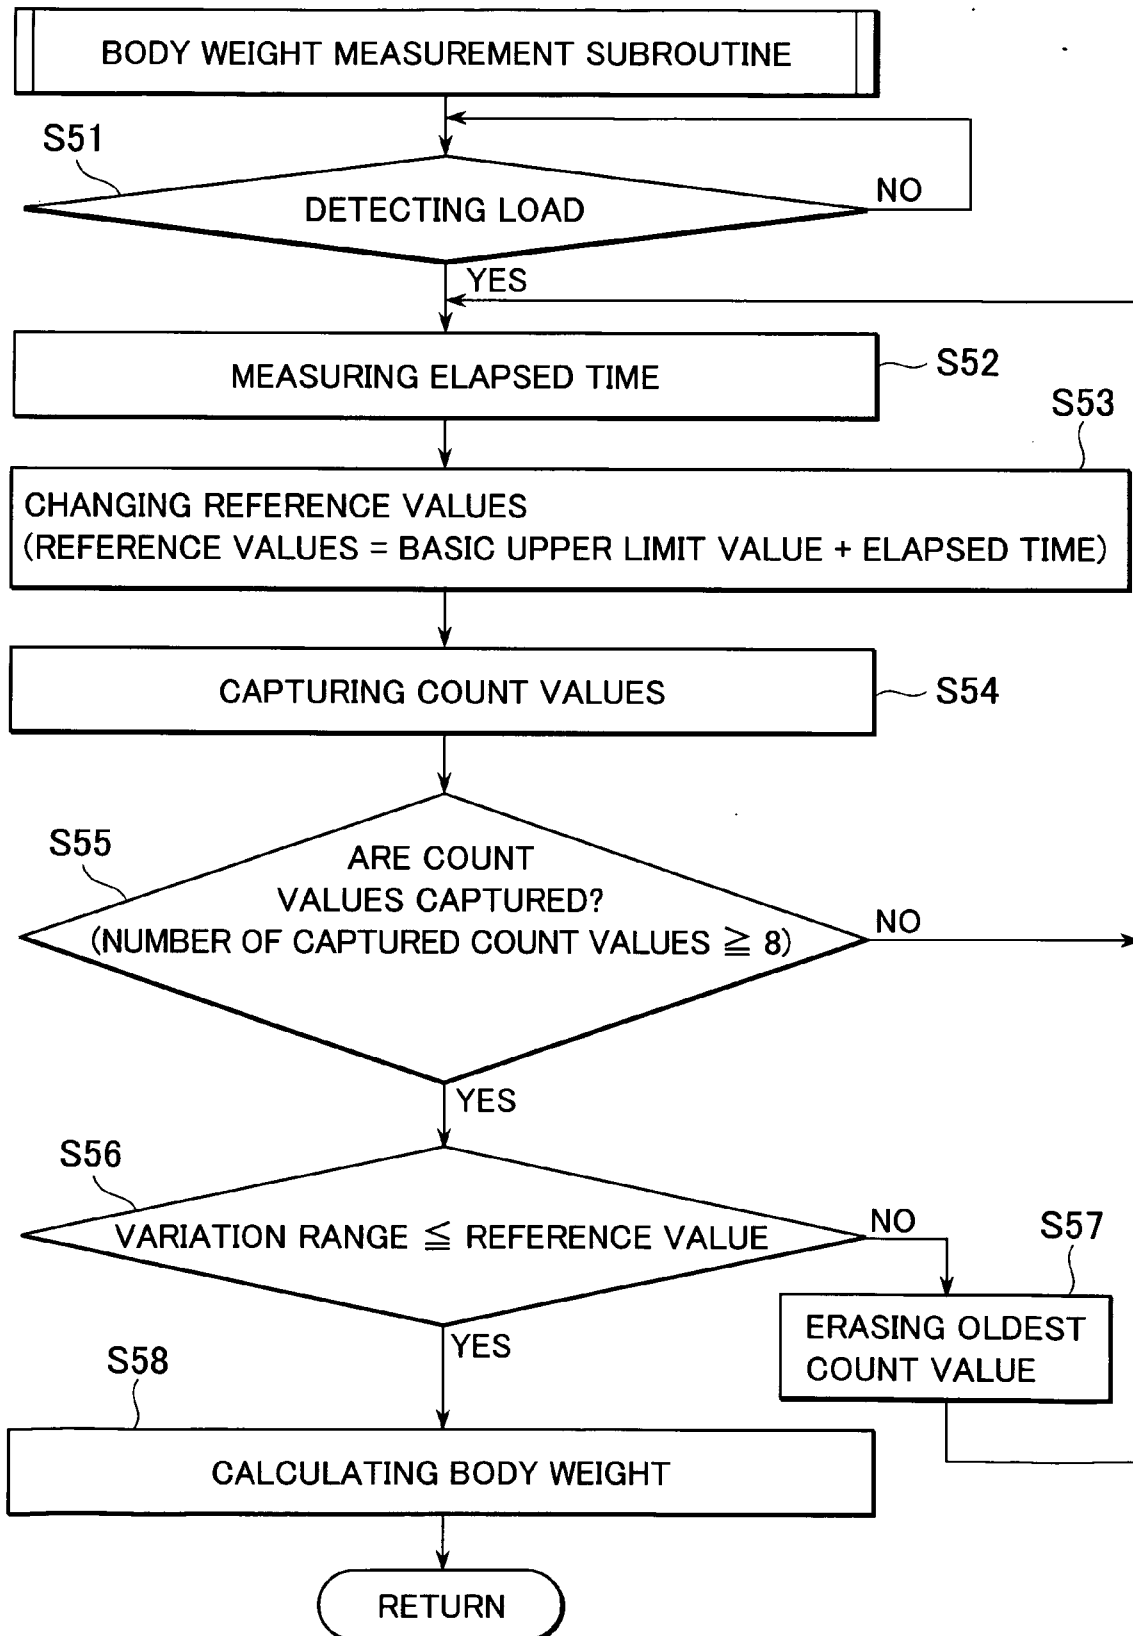 BODY WEIGHT MEASUREMENT SUBROUTINE
S51
DETECTING LOAD
NO
YES
MEASURING ELAPSED TIME
S52
S53
CHANGING REFERENCE VALUES
(REFERENCE VALUES = BASIC UPPER LIMIT VALUE + ELAPSED TIME)
CAPTURING COUNT VALUES
S54
S55
ARE COUNT
VALUES CAPTURED?
(NUMBER OF CAPTURED COUNT VALUES ≧ 8)
NO
YES
S56
VARIATION RANGE ≦ REFERENCE VALUE
NO
S57
ERASING OLDEST
COUNT VALUE
YES
S58
CALCULATING BODY WEIGHT
RETURN